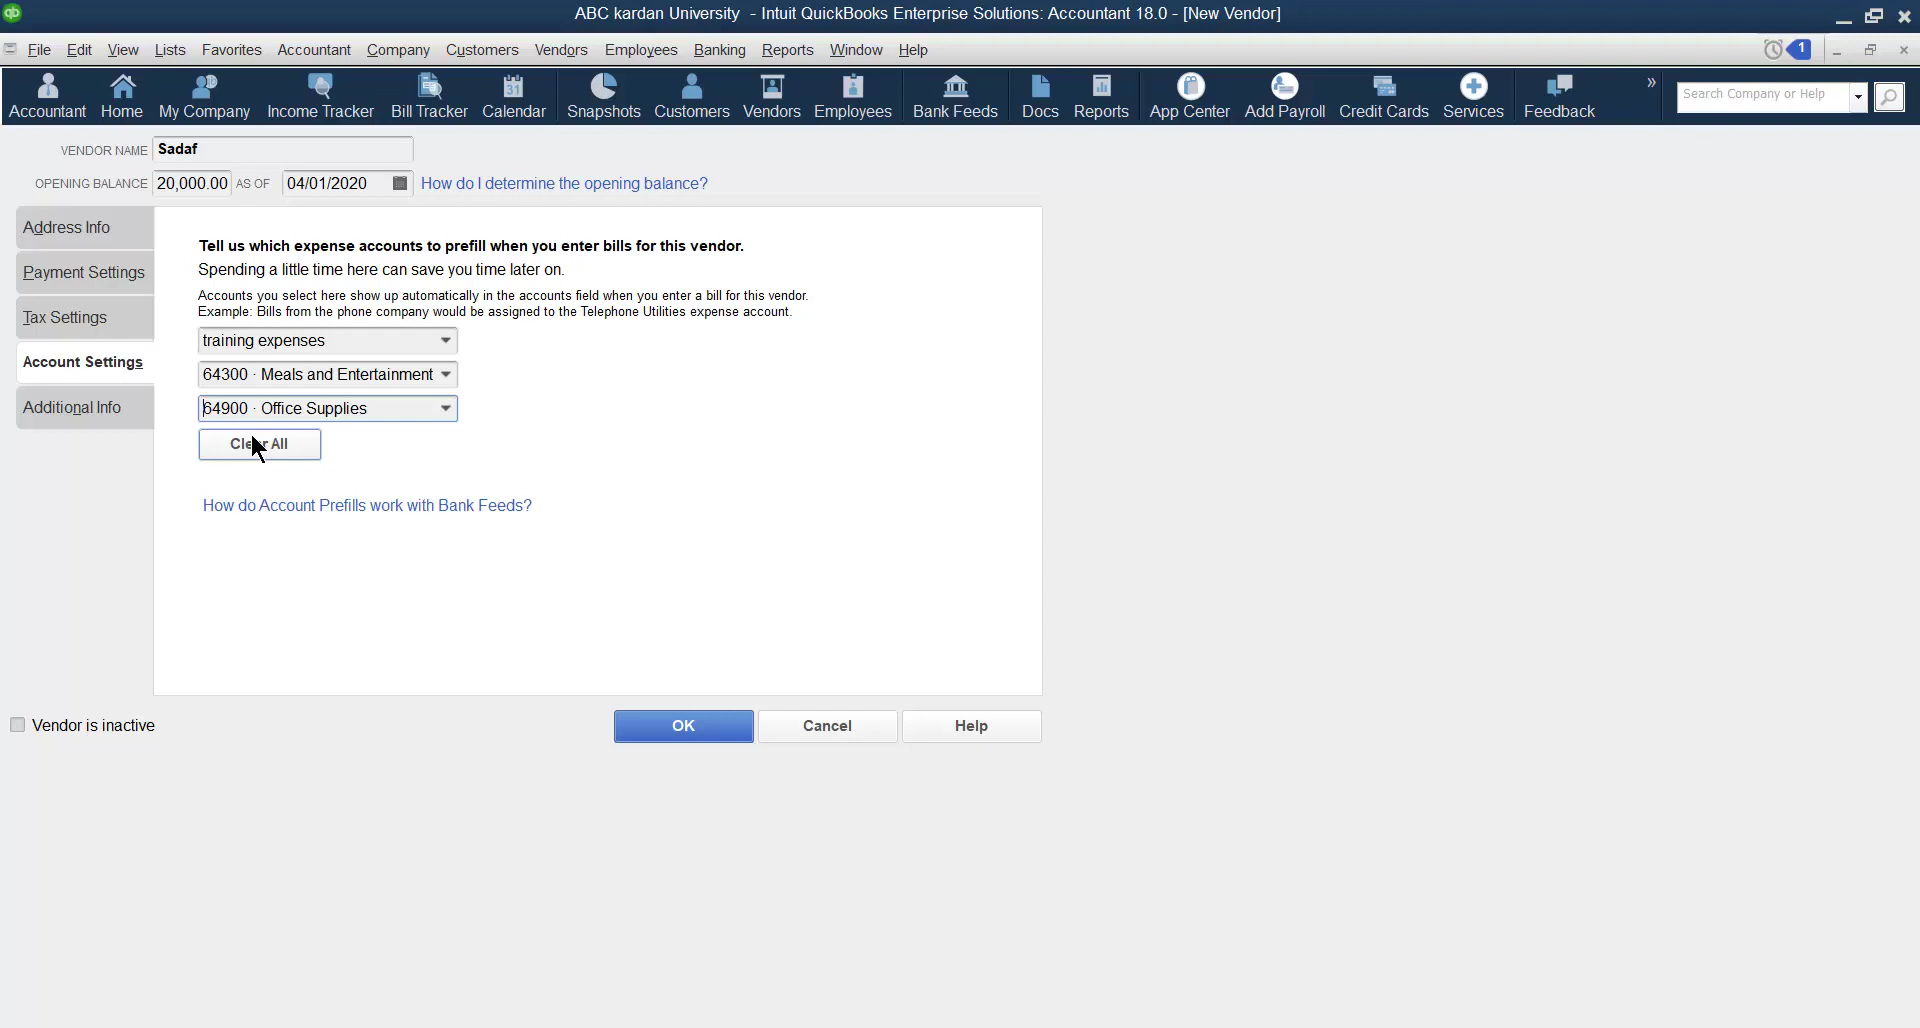 ABC kardan University - Intuit QuickBooks Enterprise Solutions: Accountant 18.0 - [New Vendor]
File Edit View Lists Favorites Accountant Company Customers Vendors Employees Banking Reports Window Help
1
31
Accountant Home My Company Income Tracker Bill Tracker Calendar Snapshots Customers Vendors Employees Bank Feeds Docs Reports App Center Add Payroll Credit Cards Services Feedback » Search Company or Help
VENDOR NAME Sadaf
OPENING BALANCE 20,000.00 AS OF 04/01/2020 How do I determine the opening balance?
Address Info
Payment Settings
Tax Settings
Account Settings
Additional Info
Tell us which expense accounts to prefill when you enter bills for this vendor.
Spending a little time here can save you time later on.
Accounts you select here show up automatically in the accounts field when you enter a bill for this vendor.
Example: Bills from the phone company would be assigned to the Telephone Utilities expense account.
training expenses
64300 · Meals and Entertainment
64900 · Office Supplies
Clear All
How do Account Prefills work with Bank Feeds?
Vendor is inactive
OK Cancel Help